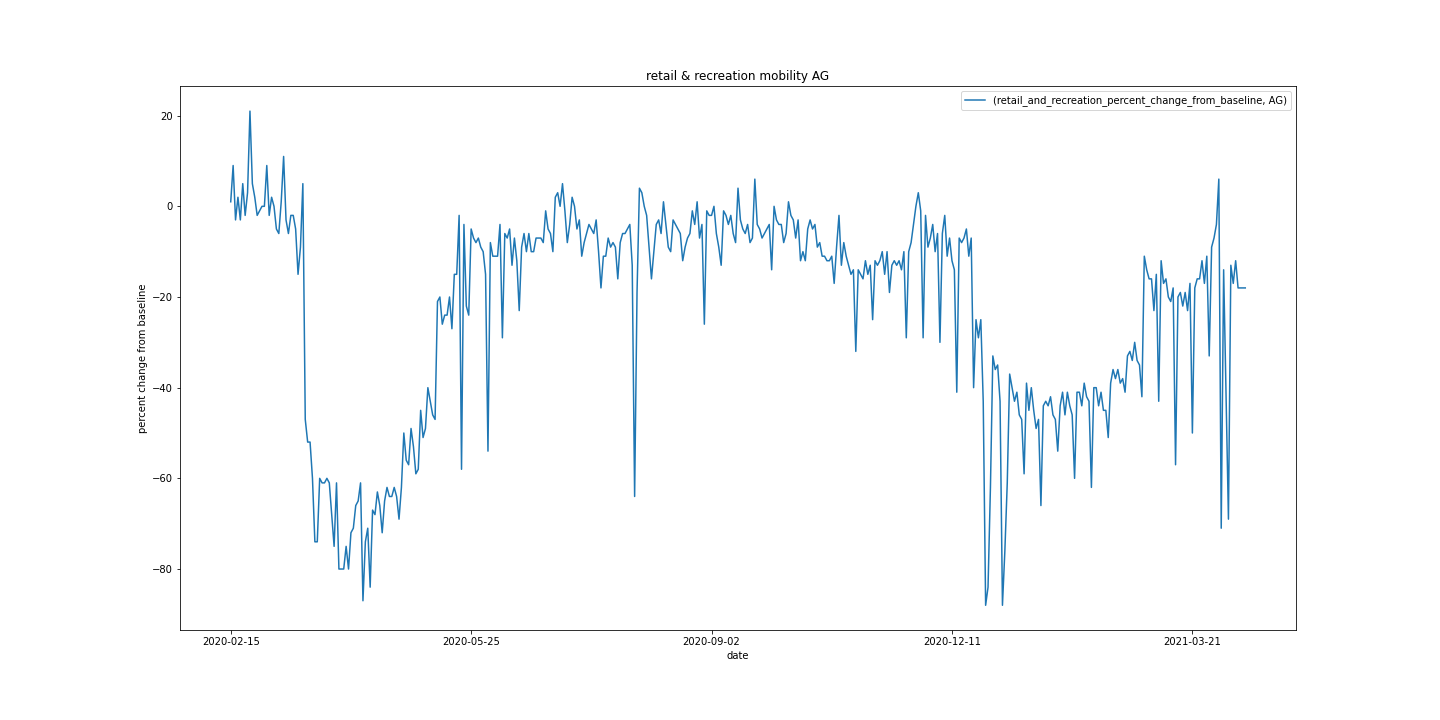 retail & recreation mobility AG
(retail_and_recreation_percent_change_from_baseline, AG)
20
0
−20
−40
−60
−80
percent change from baseline
2020-02-15
2020-05-25
2020-09-02
2020-12-11
2021-03-21
date